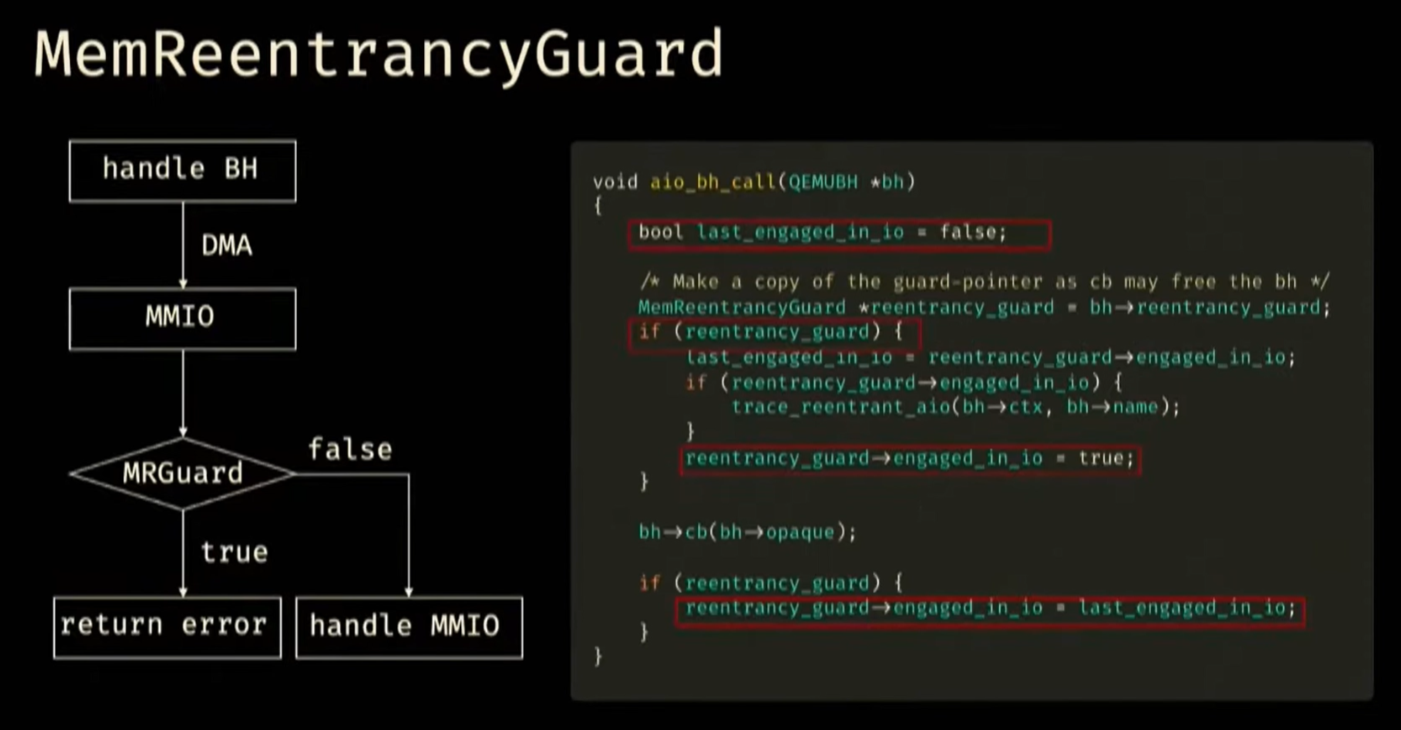 MemReentrancyGuard
handle BH
DMA
MMIO
MRGuard
false
true
return error
handle MMIO
void aio_bh_call(QEMUBH *bh)
{
bool last_engaged_in_io = false;
/* Make a copy of the guard-pointer as cb may free the bh */
MemReentrancyGuard *reentrancy_guard = bh→reentrancy_guard;
if (reentrancy_guard) {
last_engaged_in_io = reentrancy_guard→engaged_in_io;
if (reentrancy_guard→engaged_in_io) {
trace_reentrant_aio(bh→ctx, bh→name);
}
reentrancy_guard→engaged_in_io = true;
}
bh→cb(bh→opaque);
if (reentrancy_guard) {
reentrancy_guard→engaged_in_io = last_engaged_in_io;
}
}